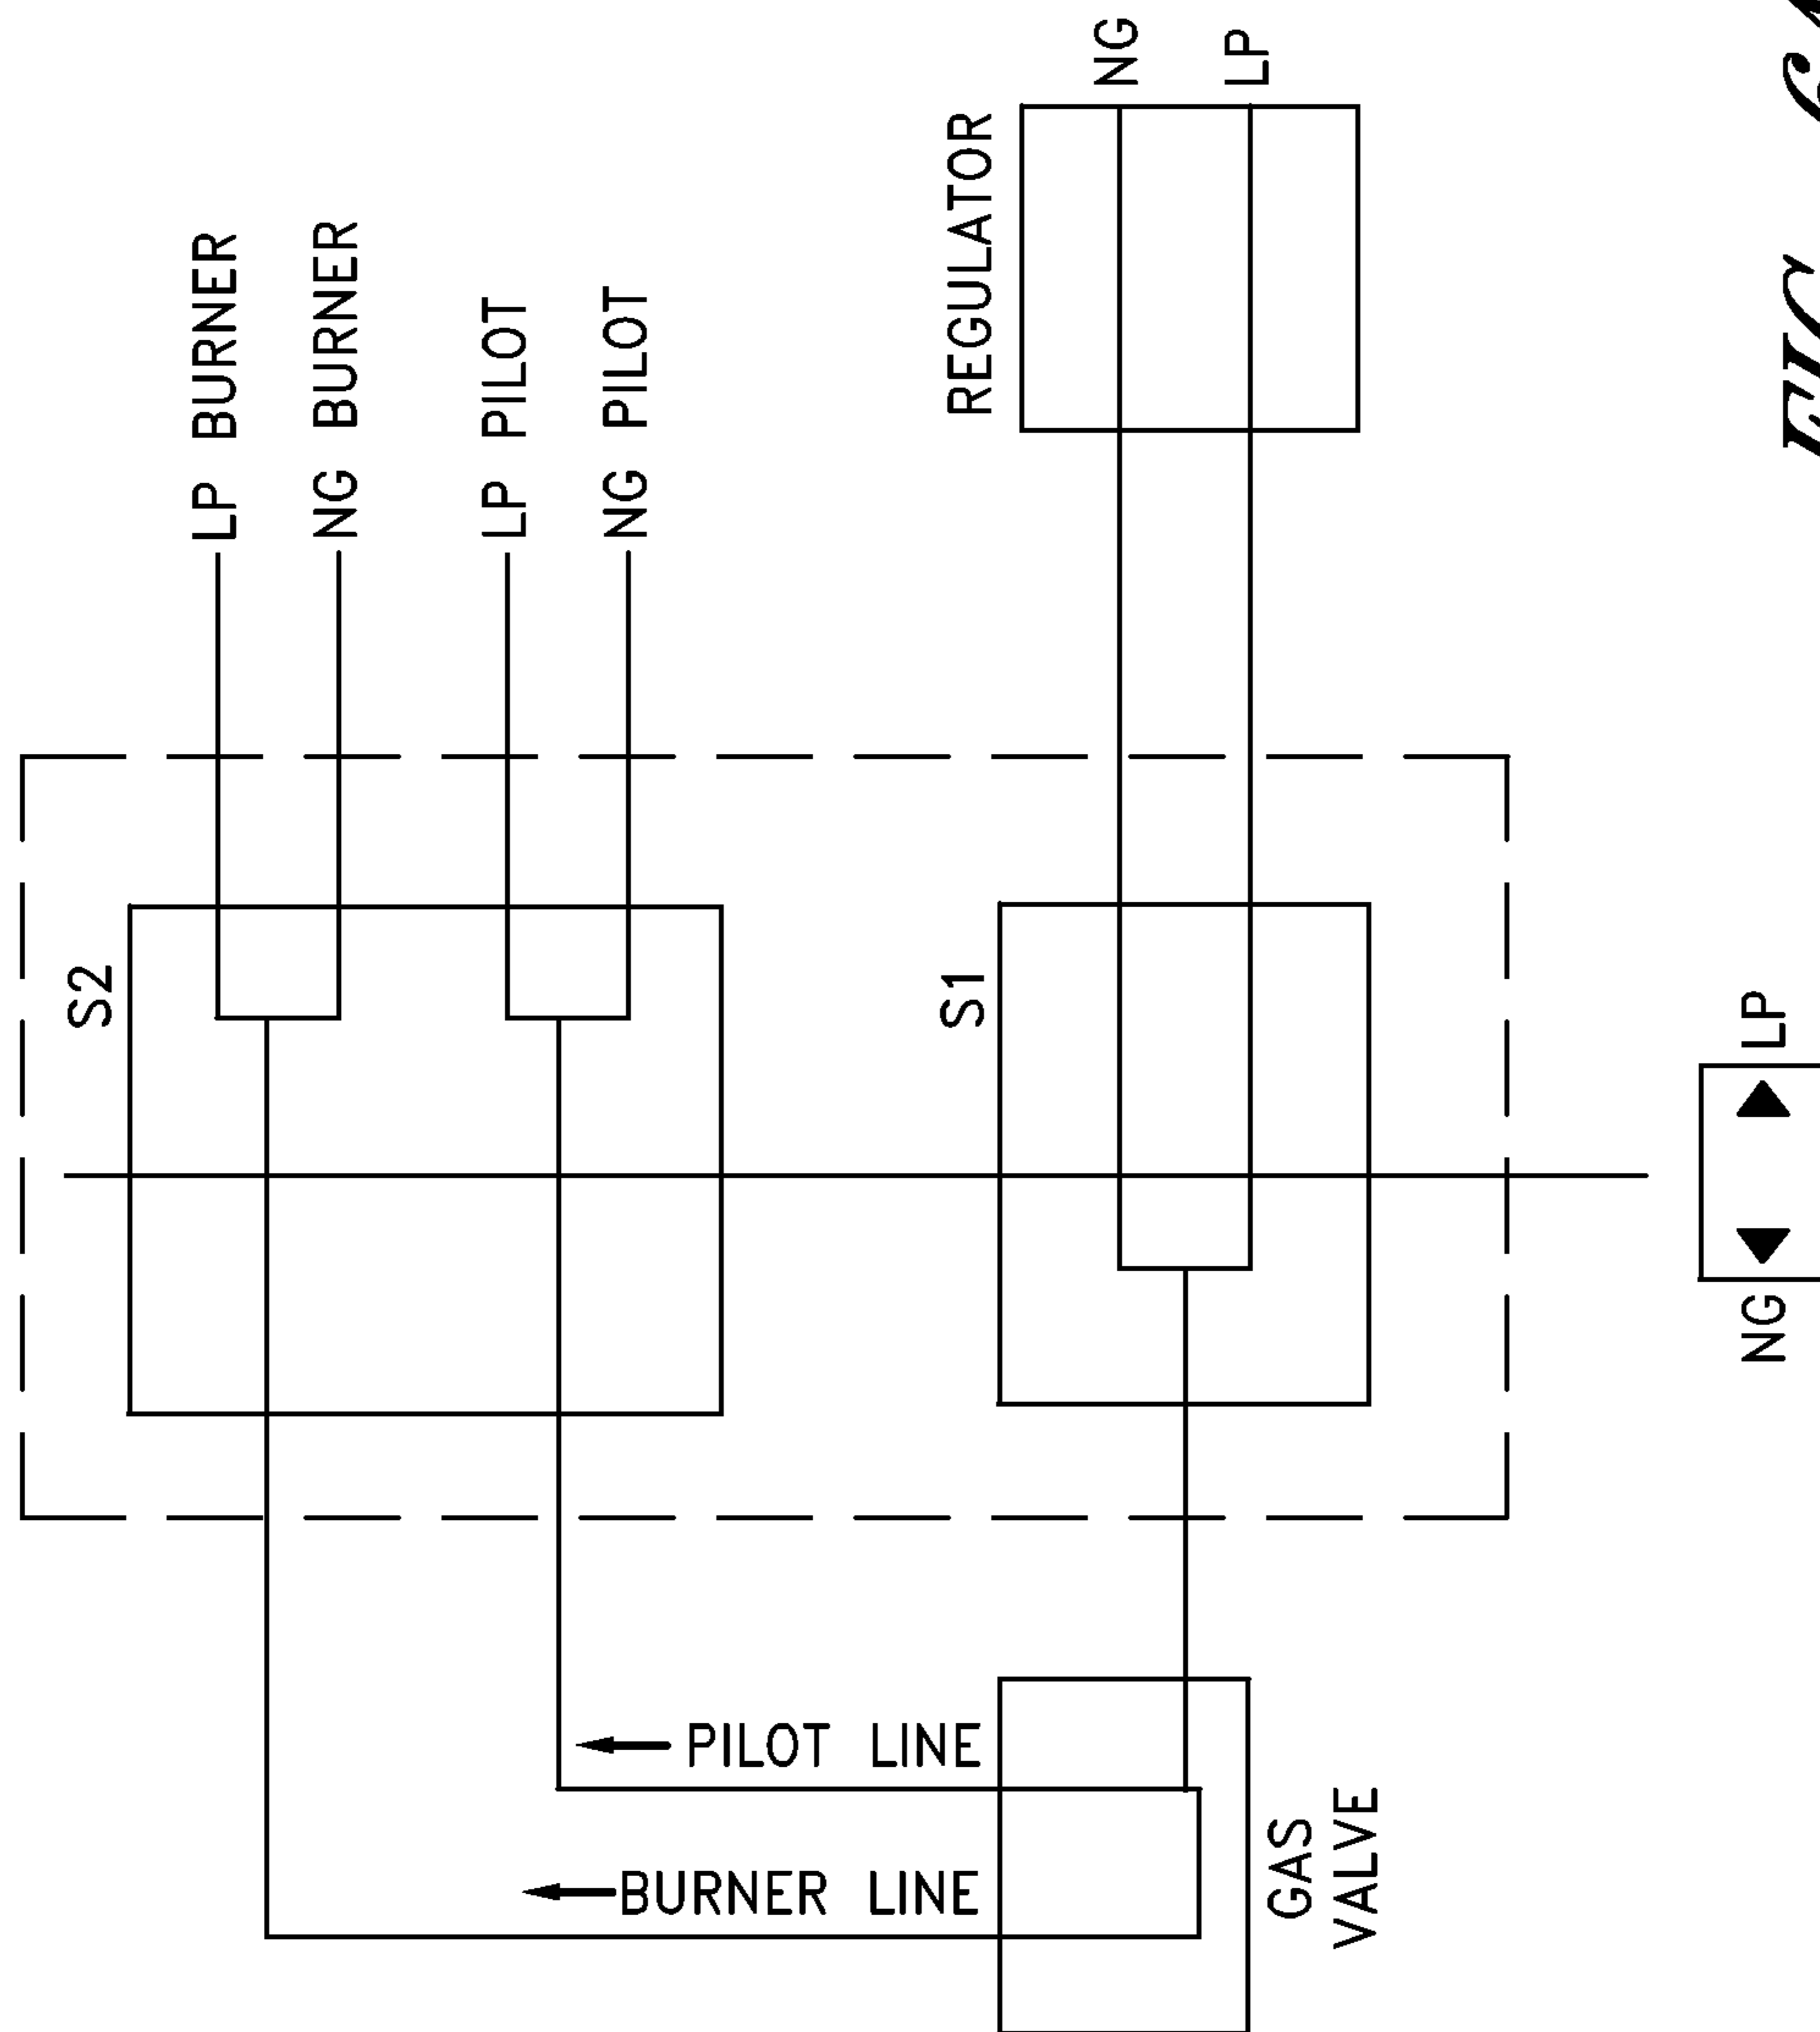 LP BURNER
NG BURNER
LP PILOT
NG PILOT
REGULATOR
NG
LP
S2
S1
PILOT LINE
BURNER LINE
GAS
VALVE
NG
LP